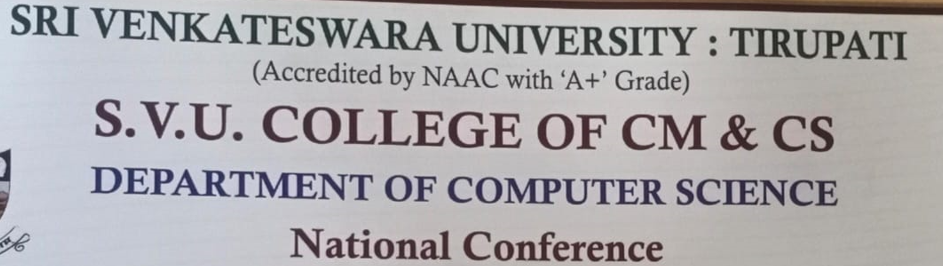 SRI VENKATESWARA UNIVERSITY : TIRUPATI
(Accredited by NAAC with ‘A+’ Grade)
S.V.U. COLLEGE OF CM & CS
DEPARTMENT OF COMPUTER SCIENCE
National Conference